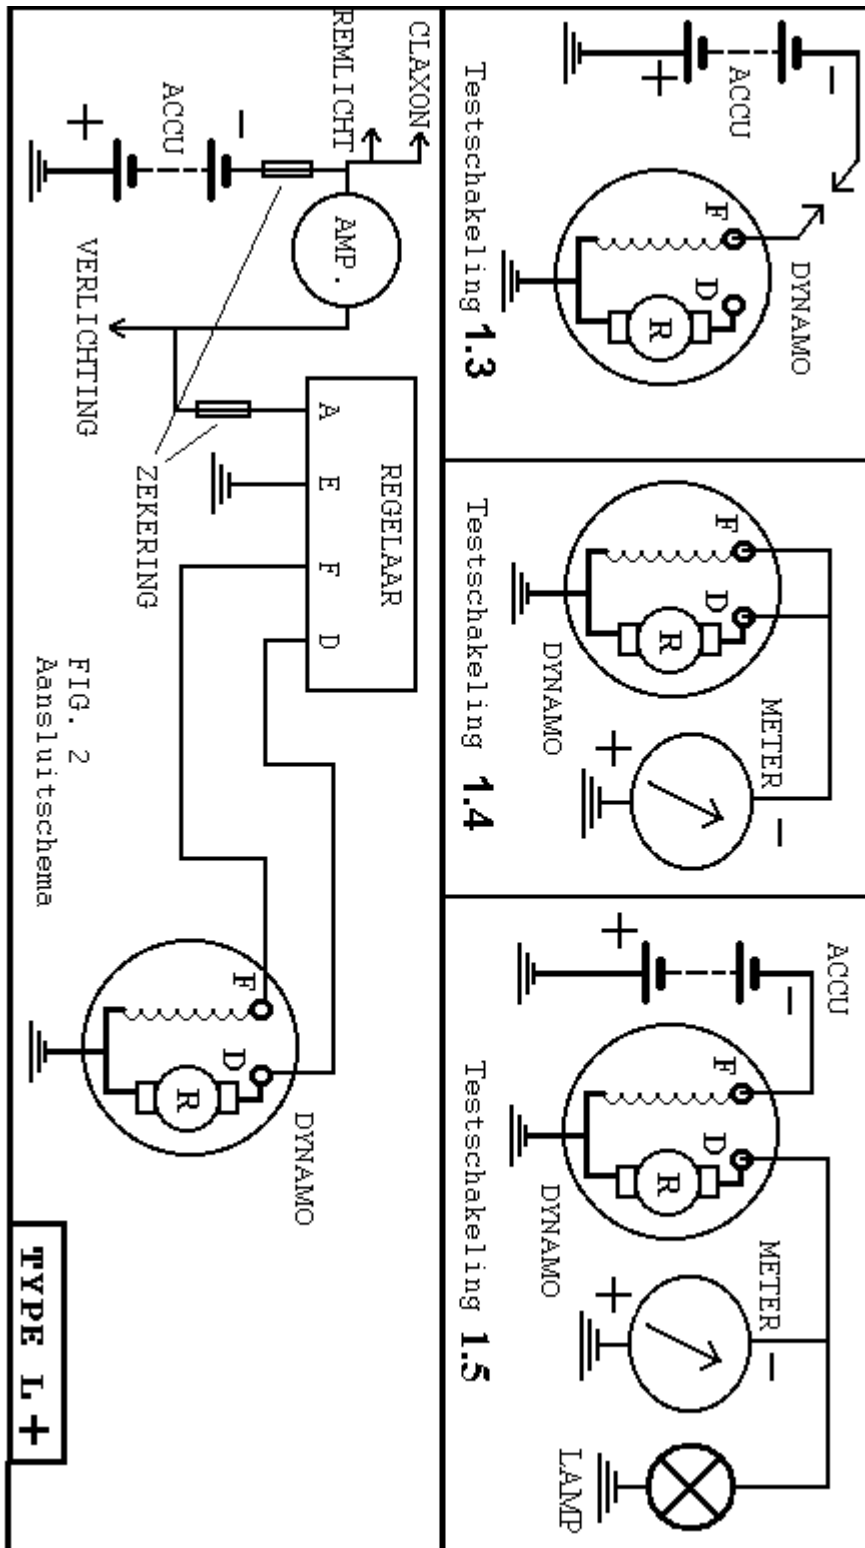 ACCU
-
+
DYNAMO
F
D
R
Testschakeling 1.3
F
D
R
DYNAMO
METER
+
-
Testschakeling 1.4
ACCU
+
-
F
D
R
DYNAMO
METER
+
-
LAMP
Testschakeling 1.5
CLAXON
REMLICHT
ACCU
-
+
AMP.
VERLICHTING
ZEKERING
REGELAAR
A
E
F
D
FIG. 2
Aansluitschema
F
D
R
DYNAMO
TYPE L +